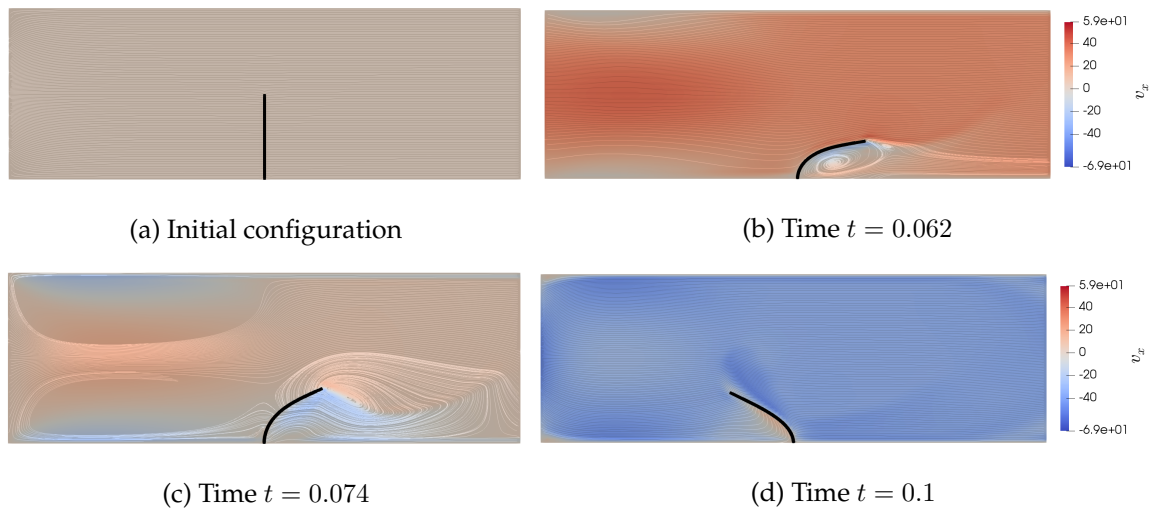 5.9e+01
40
20
0
-20
-40
-6.9e+01
v_x
(a) Initial configuration
(b) Time t = 0.062
5.9e+01
40
20
0
-20
-40
-6.9e+01
v_x
(c) Time t = 0.074
(d) Time t = 0.1